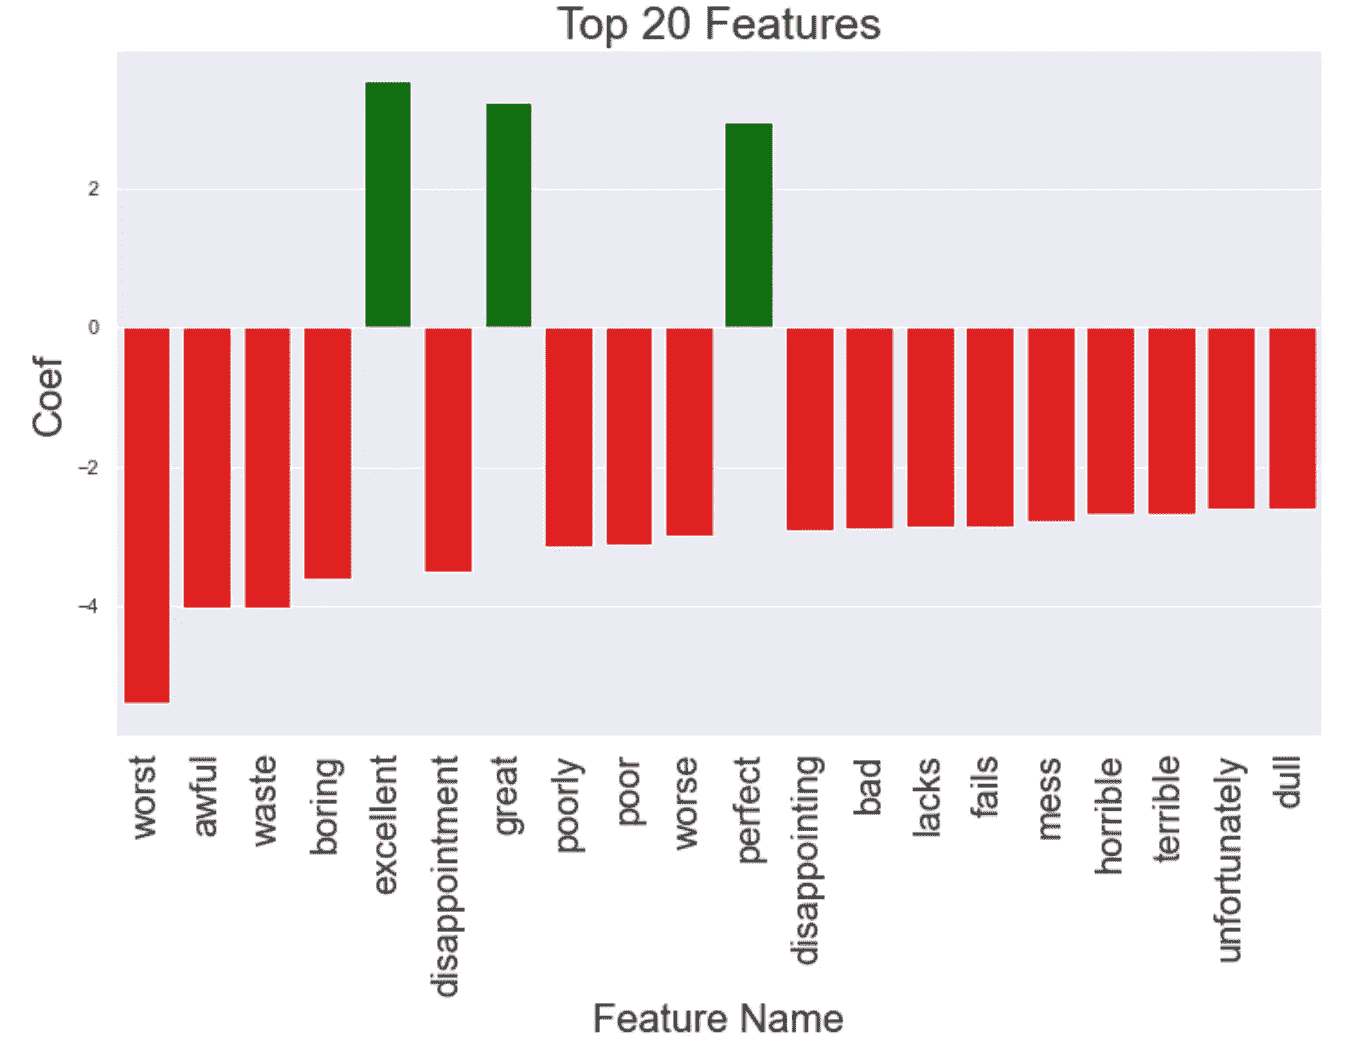 Top 20 Features
2
0
−2
−4
Coef
worst
awful
waste
boring
excellent
disappointment
great
poorly
poor
worse
perfect
disappointing
bad
lacks
fails
mess
horrible
terrible
unfortunately
dull
Feature Name